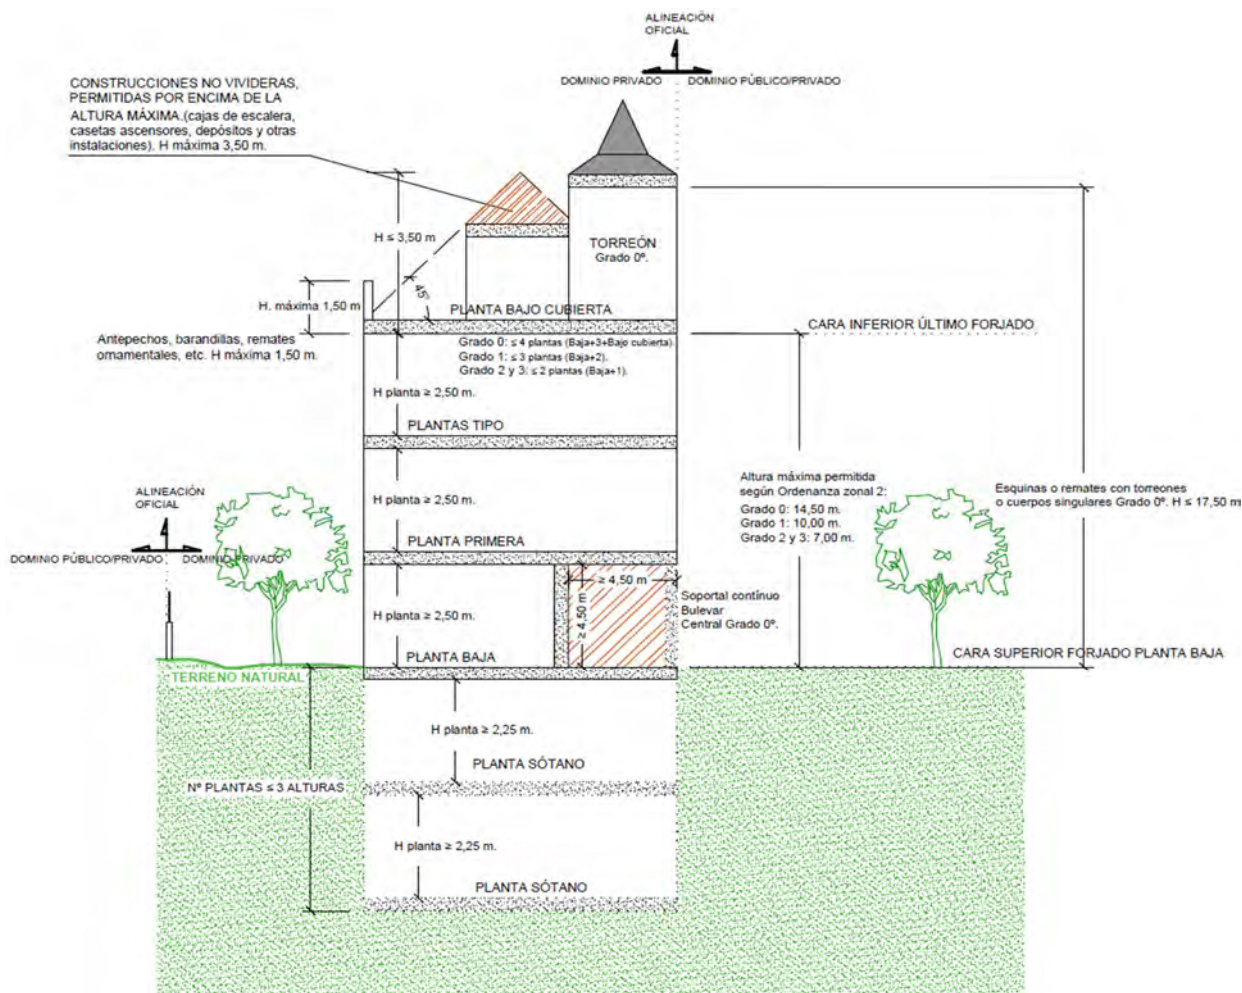 ALINEACIÓN
OFICIAL
DOMINIO PRIVADO
DOMINIO PÚBLICO/PRIVADO
CONSTRUCCIONES NO VIVIDERAS,
PERMITIDAS POR ENCIMA DE LA
ALTURA MÁXIMA.(cajas de escalera,
casetas ascensores, depósitos y otras
instalaciones). H máxima 3,50 m.
H ≤ 3,50 m
TORREÓN
Grado 0º.
45º
H. máxima 1,50 m
PLANTA BAJO CUBIERTA
CARA INFERIOR ÚLTIMO FORJADO
Antepechos, barandillas, remates
ornamentales, etc. H máxima 1,50 m.
Grado 0: ≤ 4 plantas (Baja+3+Bajo cubierta).
Grado 1: ≤ 3 plantas (Baja+2).
Grado 2 y 3: ≤ 2 plantas (Baja+1).
H planta ≥ 2,50 m.
PLANTAS TIPO
H planta ≥ 2,50 m.
PLANTA PRIMERA
Altura máxima permitida
según Ordenanza zonal 2:
Grado 0: 14,50 m.
Grado 1: 10,00 m.
Grado 2 y 3: 7,00 m.
Esquinas o remates con torreones
o cuerpos singulares Grado 0º. H ≤ 17,50 m
ALINEACIÓN
OFICIAL
DOMINIO PÚBLICO/PRIVADO
DOMINIO PRIVADO
≥ 4,50 m
≥ 4,50 m
H planta ≥ 2,50 m.
Soportal contínuo
Bulevar
Central Grado 0º.
PLANTA BAJA
CARA SUPERIOR FORJADO PLANTA BAJA
TERRENO NATURAL
H planta ≥ 2,25 m.
PLANTA SÓTANO
Nº PLANTAS ≤ 3 ALTURAS
H planta ≥ 2,25 m.
PLANTA SÓTANO